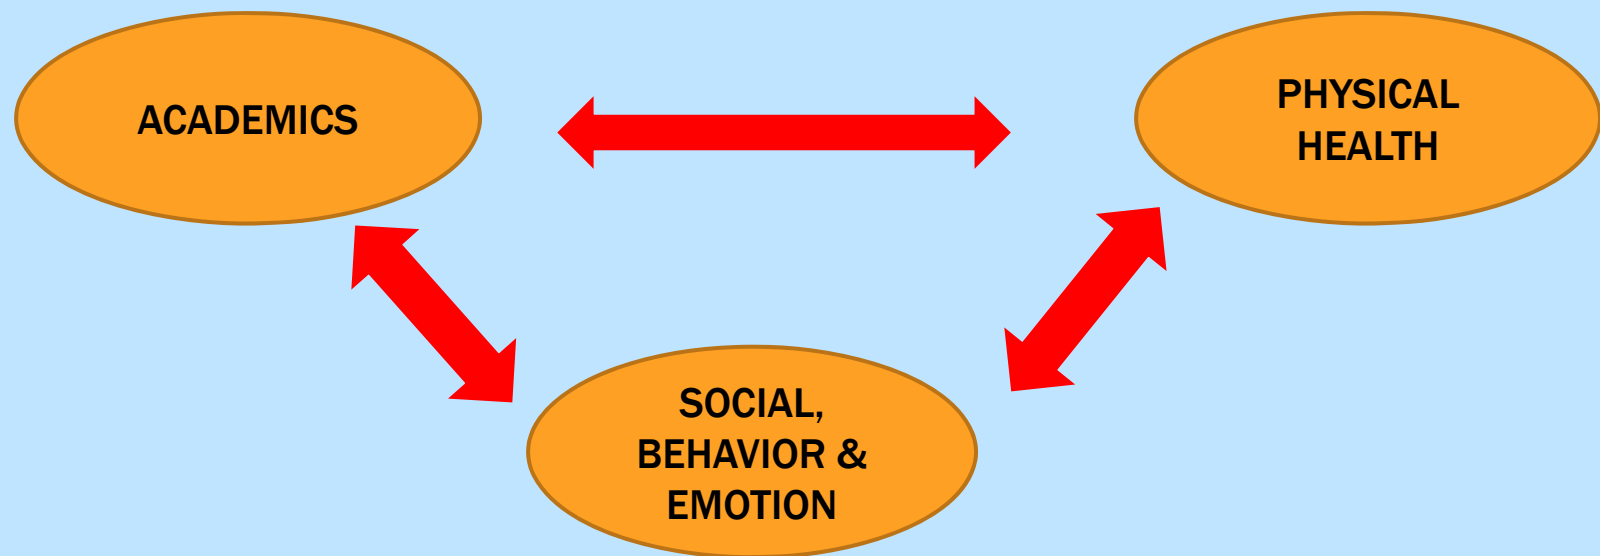 ACADEMICS
PHYSICAL
HEALTH
SOCIAL,
BEHAVIOR &
EMOTION